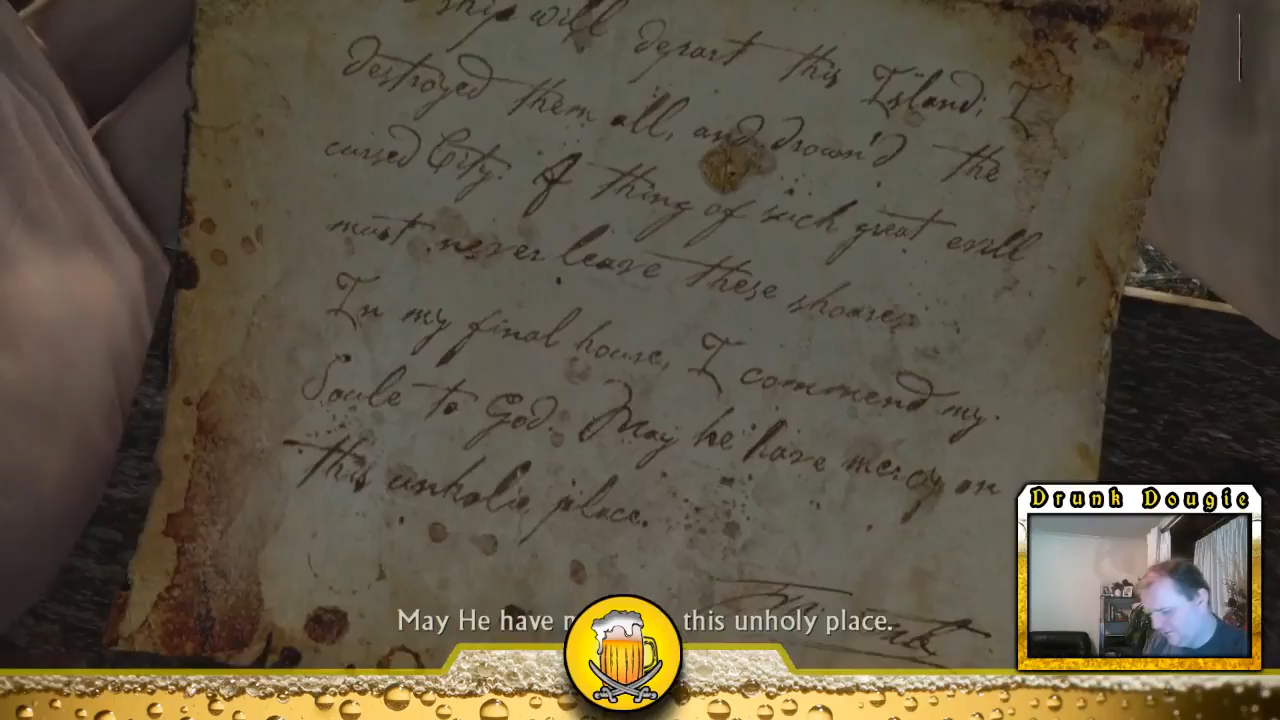 ship will depart this Island; I
destroyed them all, and drown'd the
cursed City. A thing of such great evill
must never leave these shoares
In my final houre, I commend my
Soule to God. May he have mercy on
this unholie place.
May He have this unholy place.
Drunk Dougie